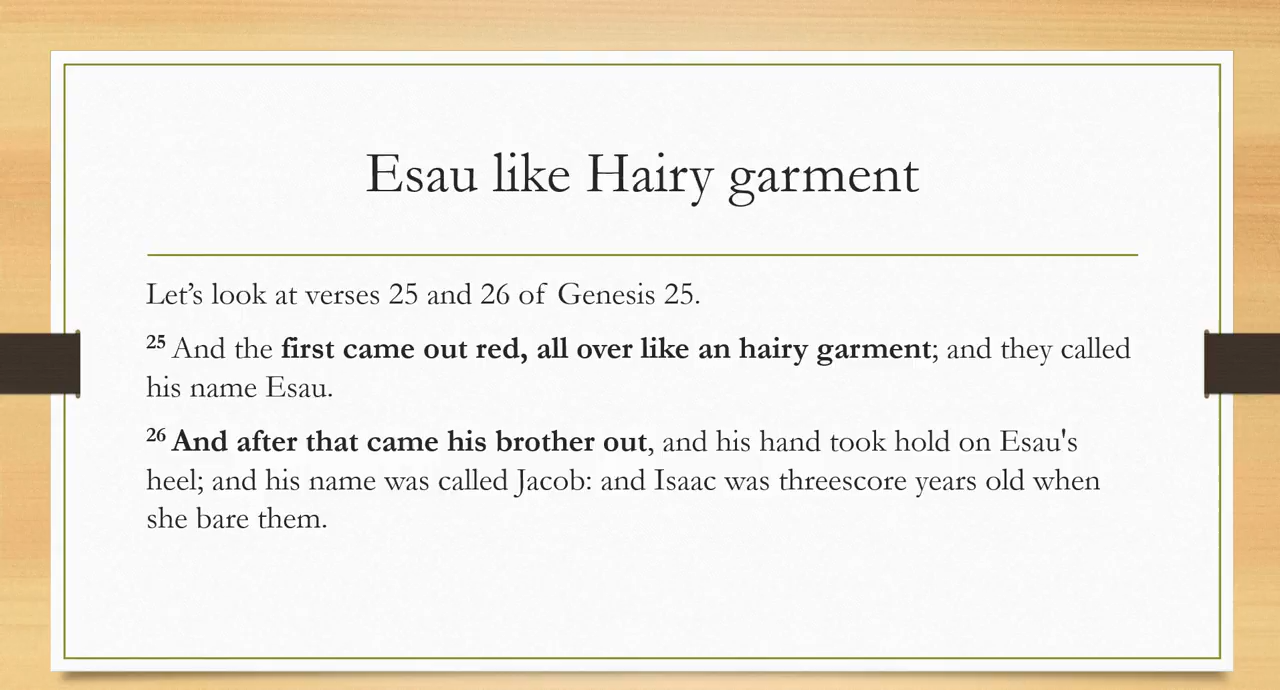 Esau like Hairy garment
Let’s look at verses 25 and 26 of Genesis 25.
25 And the first came out red, all over like an hairy garment; and they called
his name Esau.
26 And after that came his brother out, and his hand took hold on Esau's
heel; and his name was called Jacob: and Isaac was threescore years old when
she bare them.